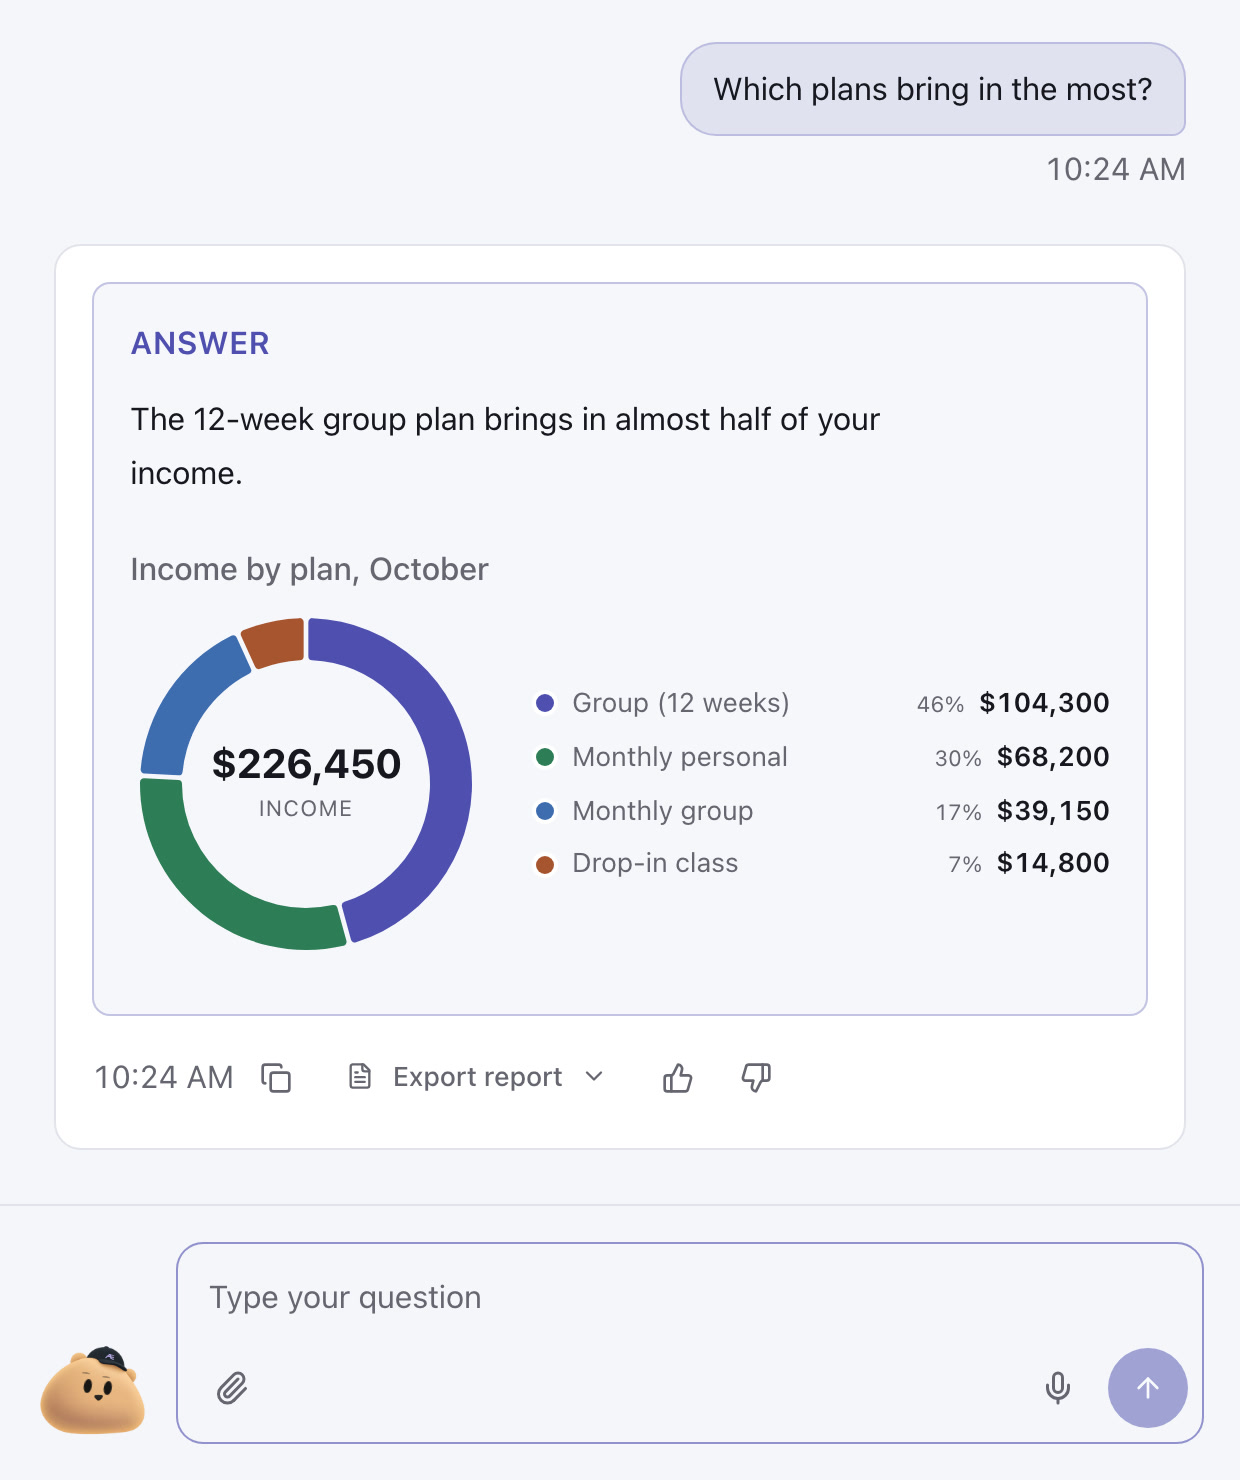 Which plans bring in the most?
10:24 AM
ANSWER
The 12-week group plan brings in almost half of your
income.
Income by plan, October
$226,450
INCOME
Group (12 weeks) 46% $104,300
Monthly personal 30% $68,200
Monthly group 17% $39,150
Drop-in class 7% $14,800
10:24 AM Export report
Type your question